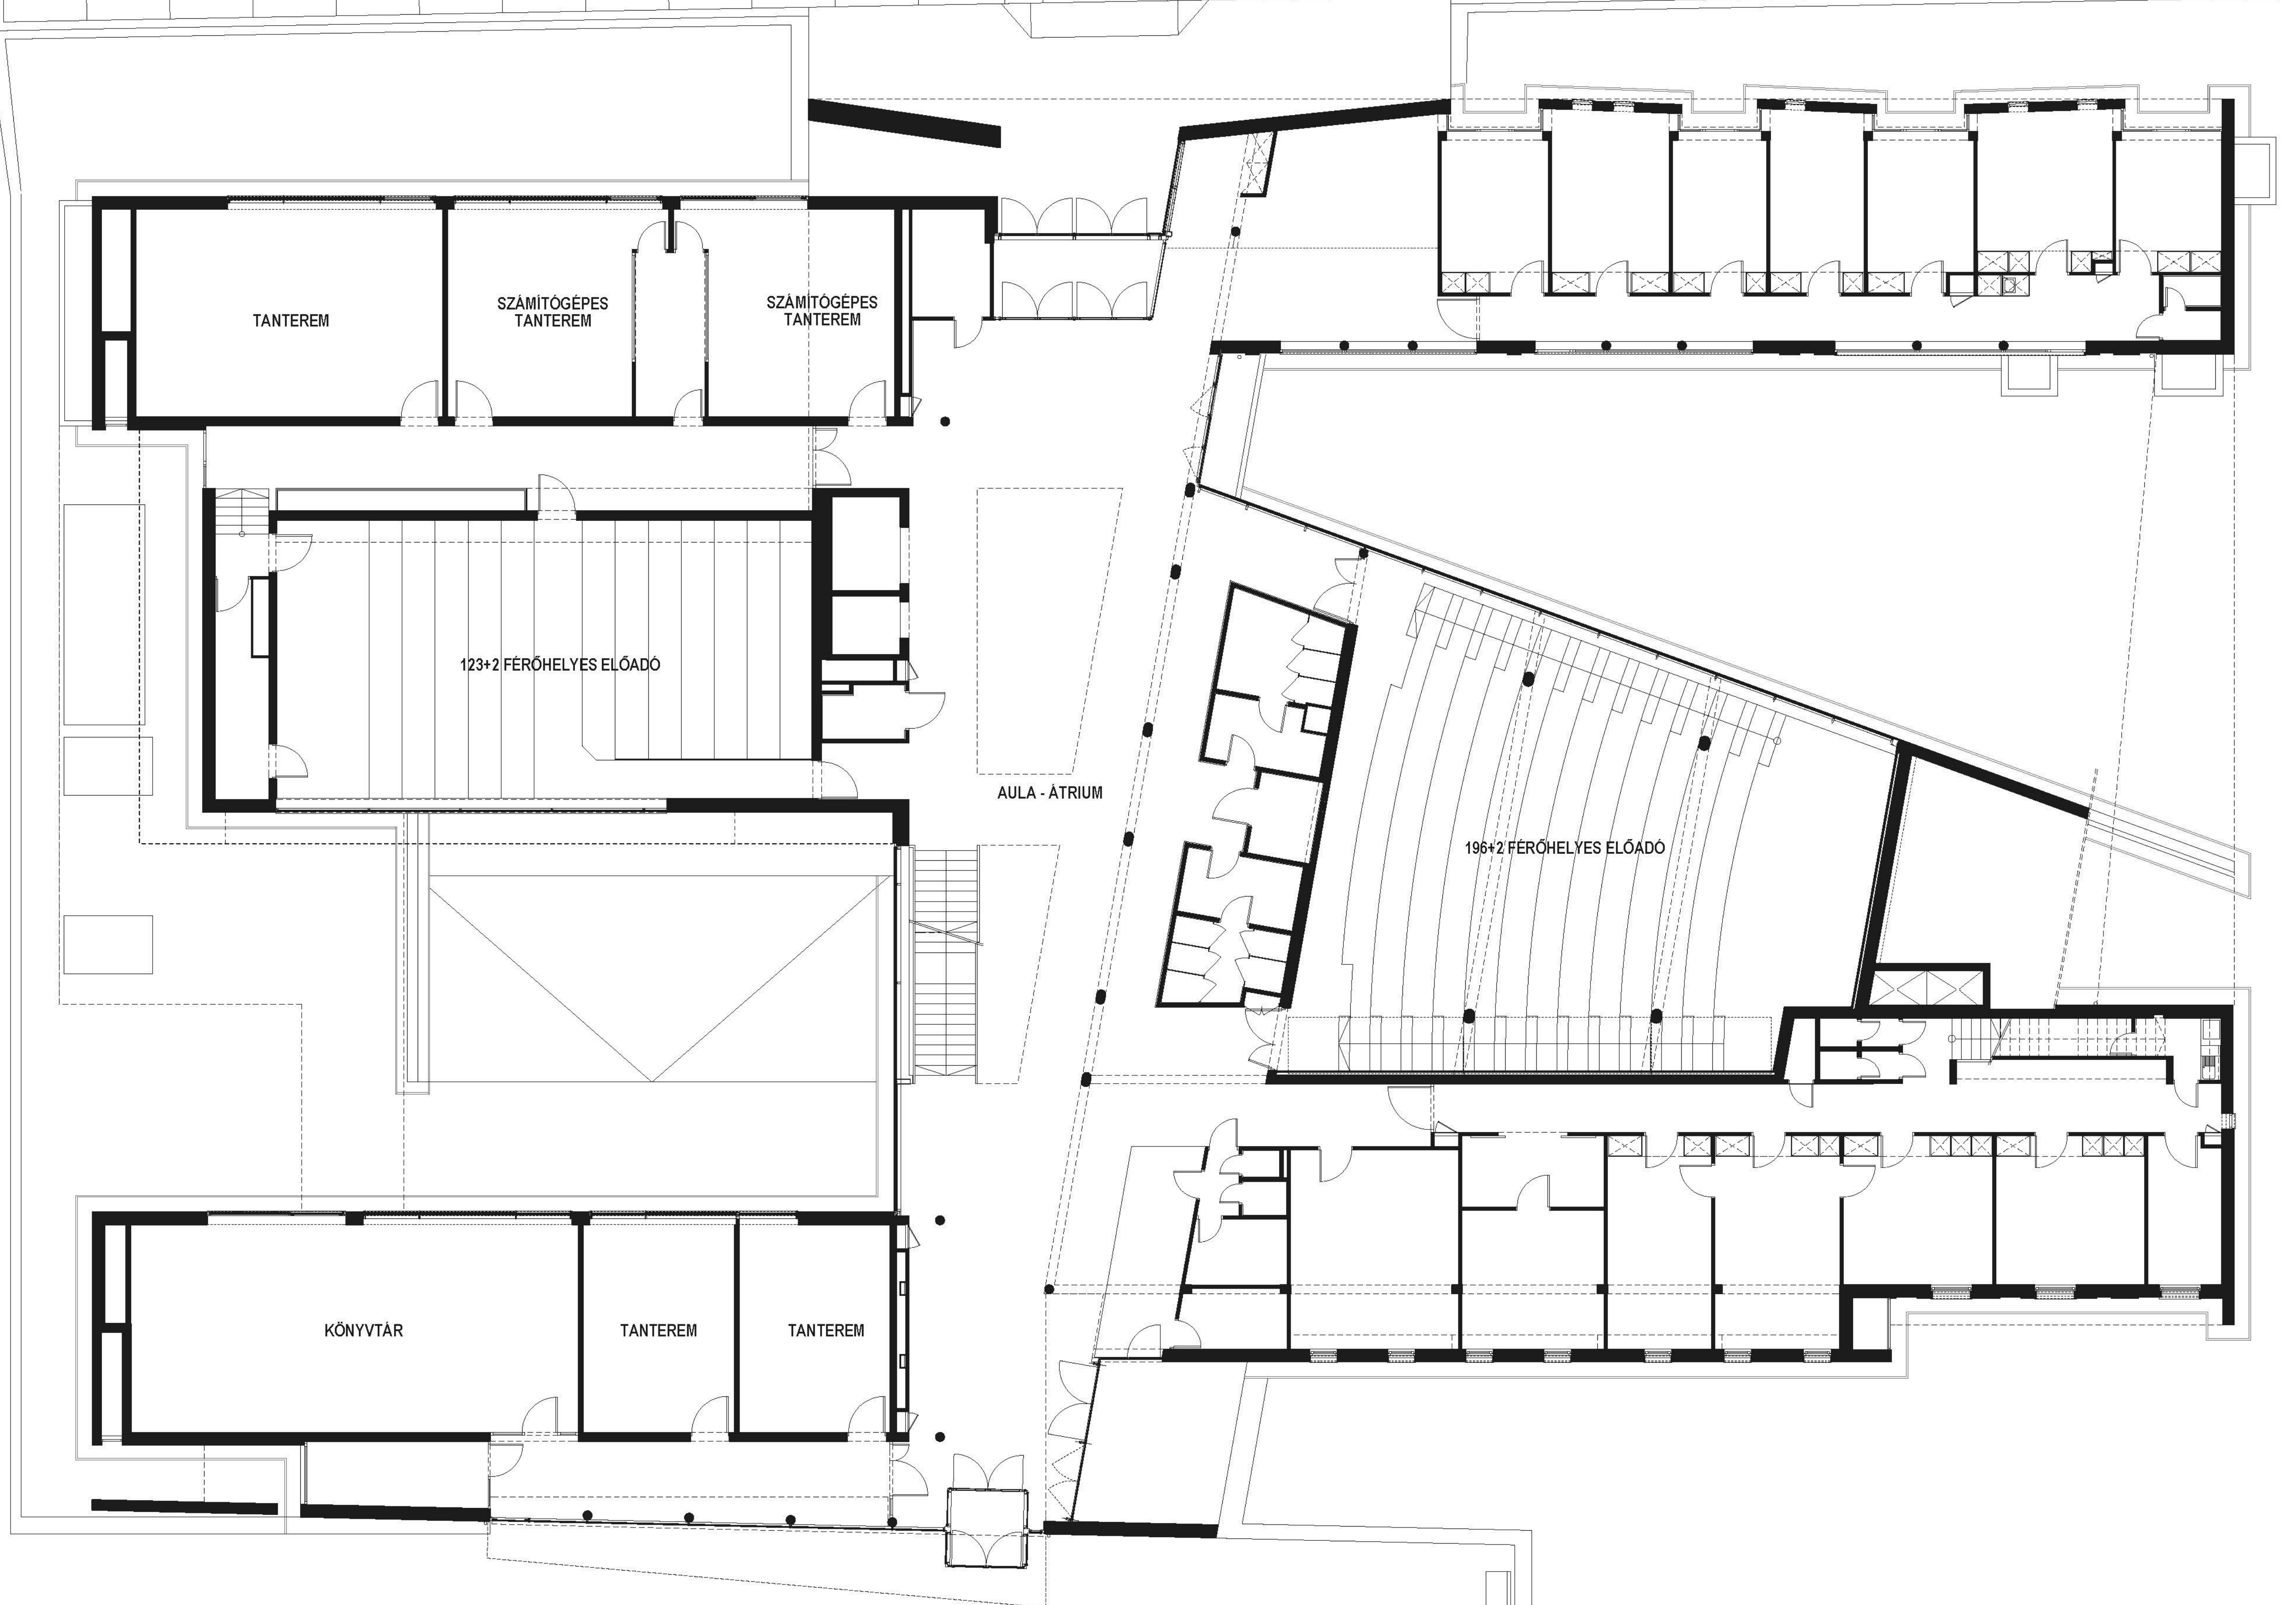 TANTEREM
SZÁMÍTÓGÉPES
TANTEREM
SZÁMÍTÓGÉPES
TANTEREM
123+2 FÉRŐHELYES ELŐADÓ
AULA - ÁTRIUM
196+2 FÉRŐHELYES ELŐADÓ
KÖNYVTÁR
TANTEREM
TANTEREM